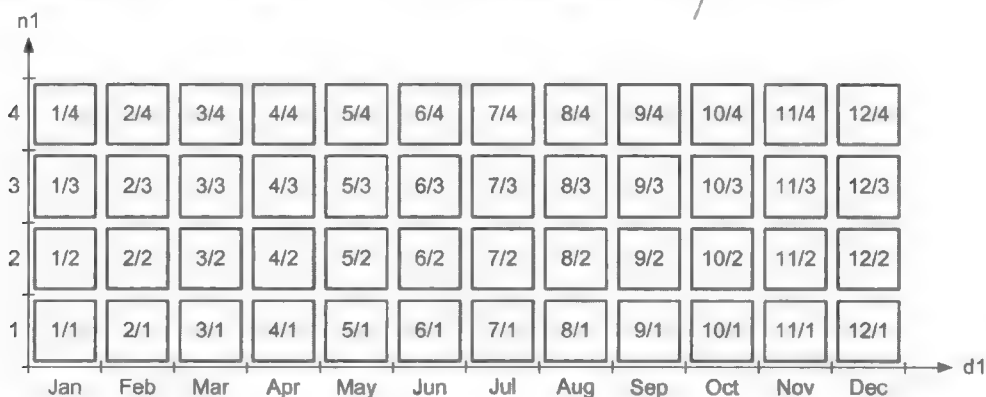 n1
4 1/4 2/4 3/4 4/4 5/4 6/4 7/4 8/4 9/4 10/4 11/4 12/4
3 1/3 2/3 3/3 4/3 5/3 6/3 7/3 8/3 9/3 10/3 11/3 12/3
2 1/2 2/2 3/2 4/2 5/2 6/2 7/2 8/2 9/2 10/2 11/2 12/2
1 1/1 2/1 3/1 4/1 5/1 6/1 7/1 8/1 9/1 10/1 11/1 12/1
d1
Jan Feb Mar Apr May Jun Jul Aug Sep Oct Nov Dec